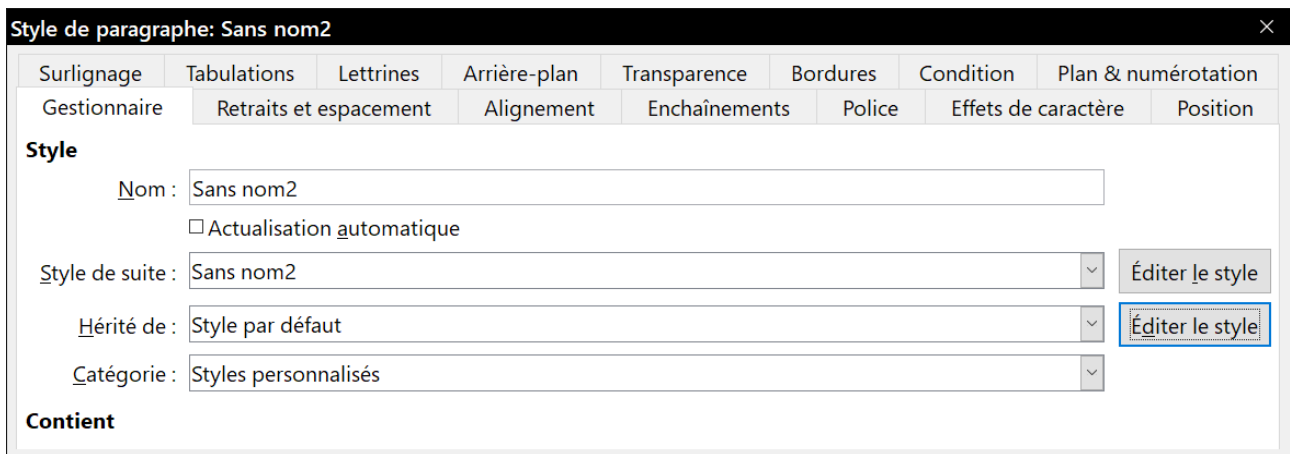 Style de paragraphe: Sans nom2
Surlignage Tabulations Lettrines Arrière-plan Transparence Bordures Condition Plan & numérotation
Gestionnaire Retraits et espacement Alignement Enchaînements Police Effets de caractère Position
Style
Nom : Sans nom2
Actualisation automatique
Style de suite : Sans nom2 Éditer le style
Hérité de : Style par défaut Éditer le style
Catégorie : Styles personnalisés
Contient